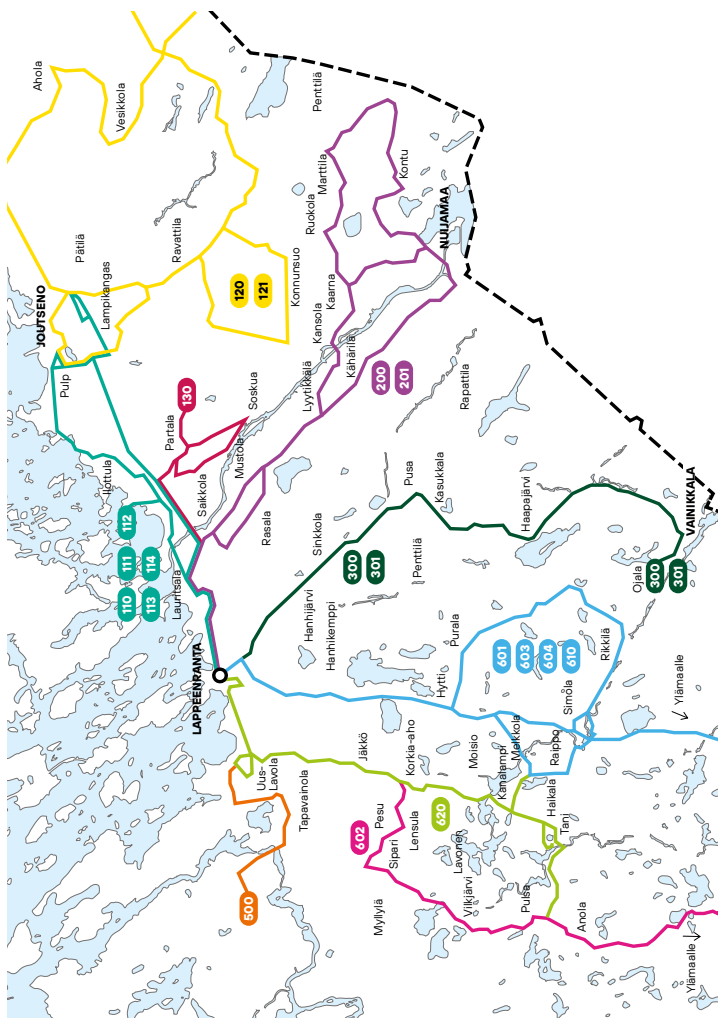 Ahola
Vesikkola
Penttilä
Pätilä
Lampikangas
Ravattila
JOUTSENO
Pulp
120
121
Konnunsuo
Ruokola
Marttila
Kontu
NUIJAMAA
Kansola
Kaarna
Lyytikkälä
Kähärilä
200
201
Rapattila
130
Partala
Soskua
Mustola
Saikkola
Rasala
Ilottula
110
111
112
113
114
Lauritsala
LAPPEENRANTA
Sinkkola
Hanhijärvi
Hanhikemppi
300
301
Pusa
Kasukkala
Penttilä
Haapajärvi
VAINIKKALA
Ojala
300
301
Purala
Hytti
601
603
604
610
Rikkilä
Simola
Ylämaalle
Uus-
Lavola
Tapavainola
500
Jäkkö
Korkia-aho
Moisio
Melkkola
Kanalampi
Raippo
Haikala
Tani
620
602
Pesu
Lensula
Sipari
Lavonen
Myllylä
Vilkjärvi
Pulsa
Anola
Ylämaalle